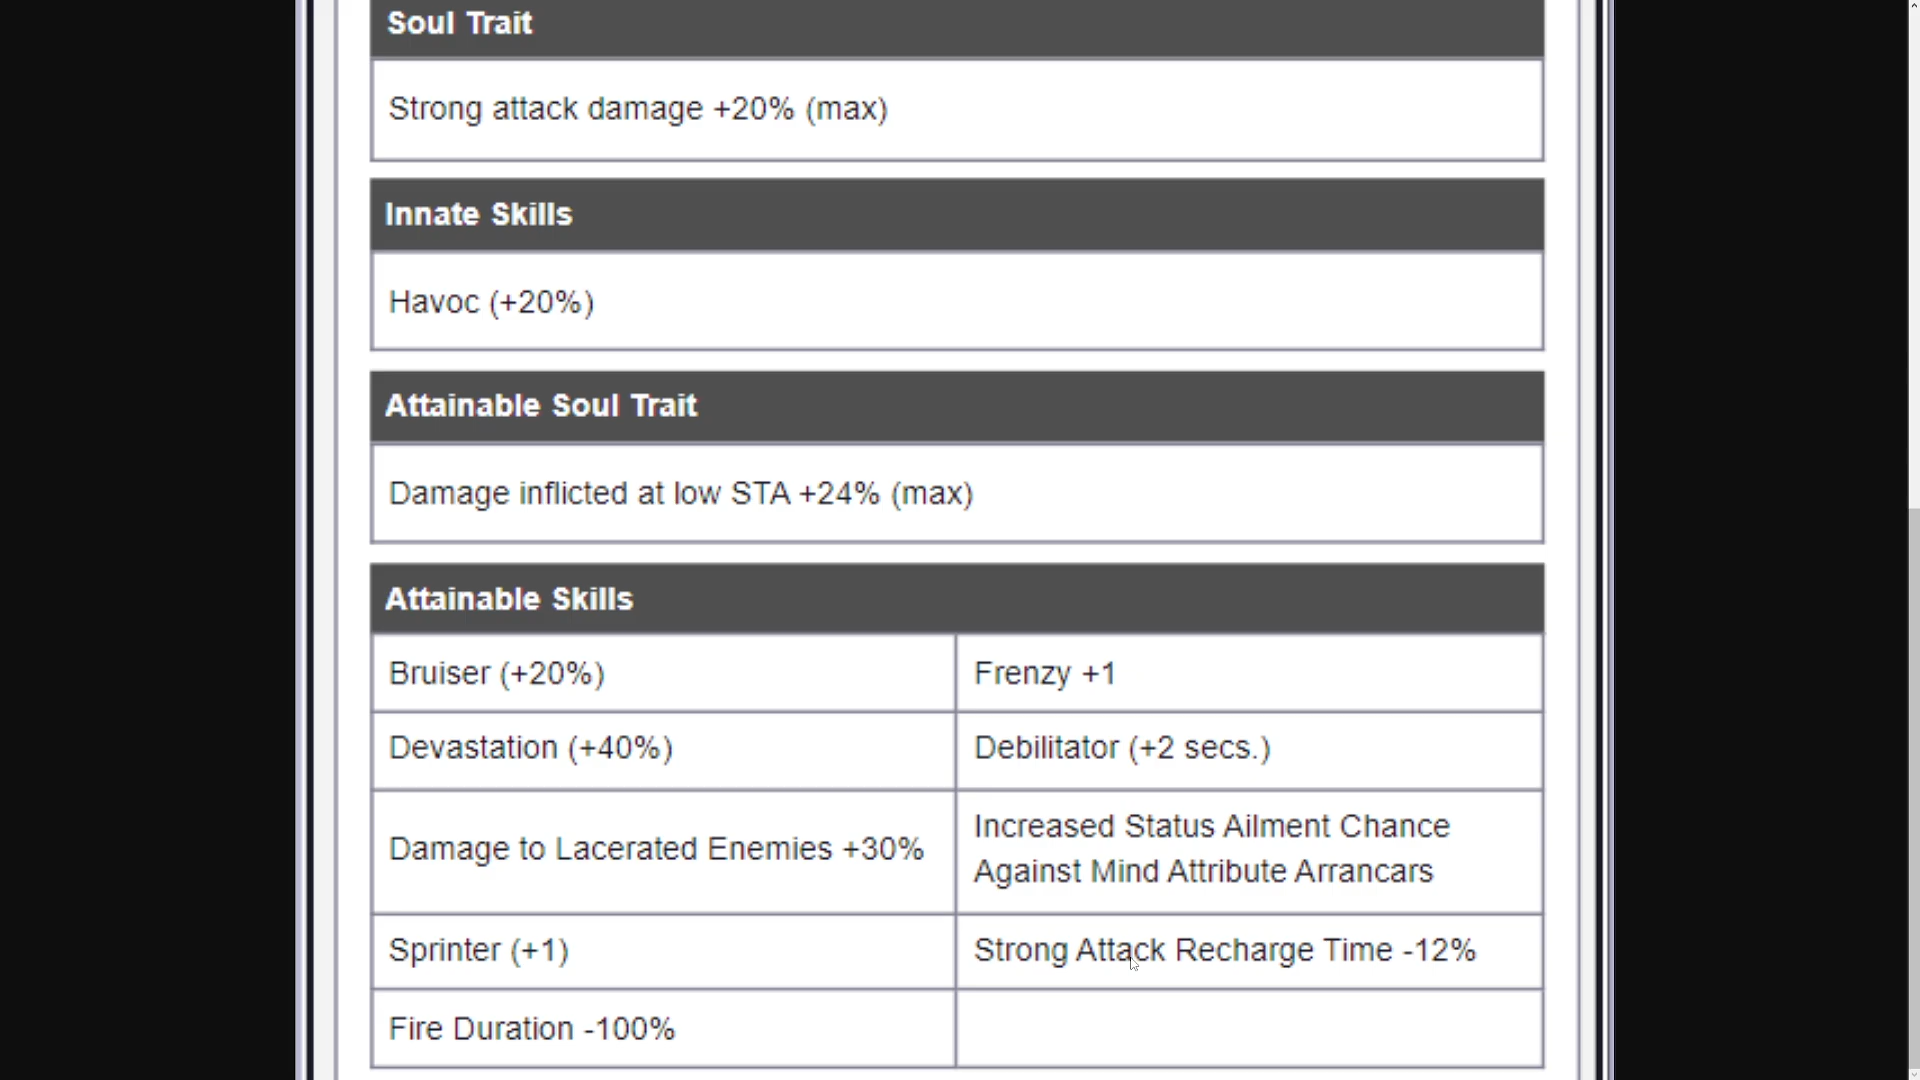 Soul Trait
Strong attack damage +20% (max)
Innate Skills
Havoc (+20%)
Attainable Soul Trait
Damage inflicted at low STA +24% (max)
Attainable Skills
Bruiser (+20%)
Frenzy +1
Devastation (+40%)
Debilitator (+2 secs.)
Damage to Lacerated Enemies +30%
Increased Status Ailment Chance
Against Mind Attribute Arrancars
Sprinter (+1)
Strong Attack Recharge Time -12%
Fire Duration -100%